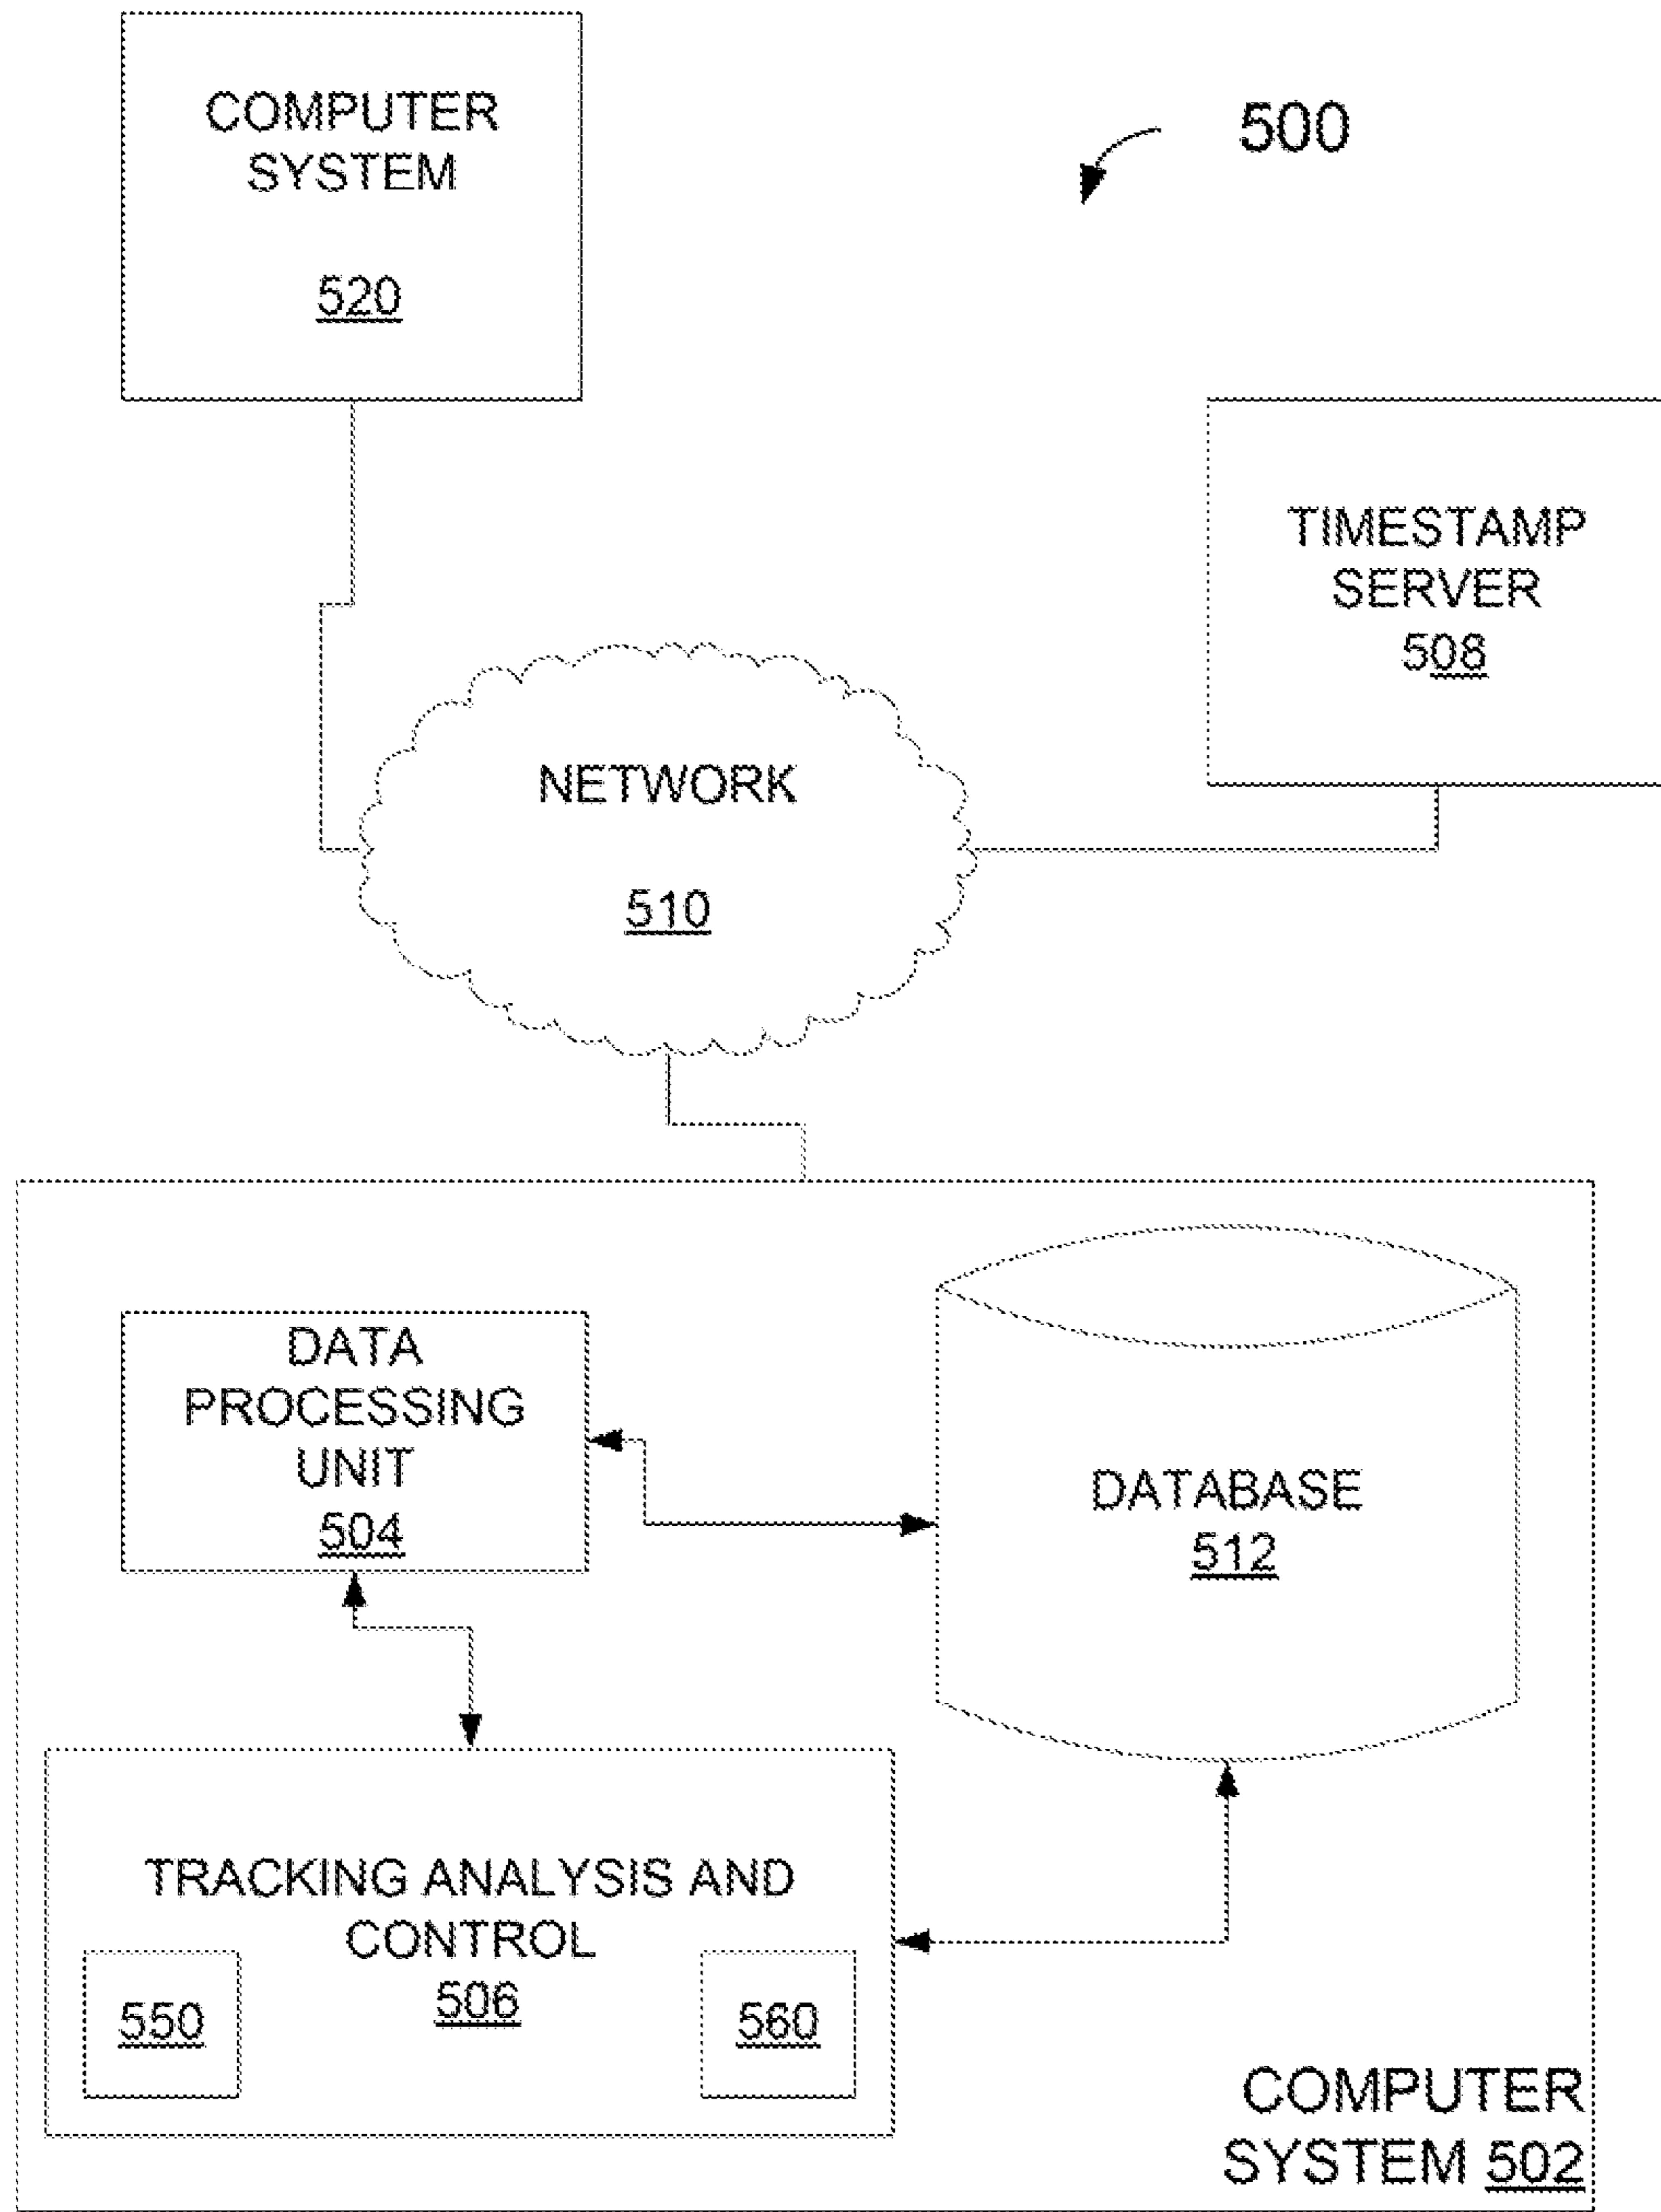 COMPUTER
SYSTEM
520
500
TIMESTAMP
SERVER
508
NETWORK
510
DATA
PROCESSING
UNIT
504
DATABASE
512
TRACKING ANALYSIS AND
CONTROL
506
550
560
COMPUTER
SYSTEM 502